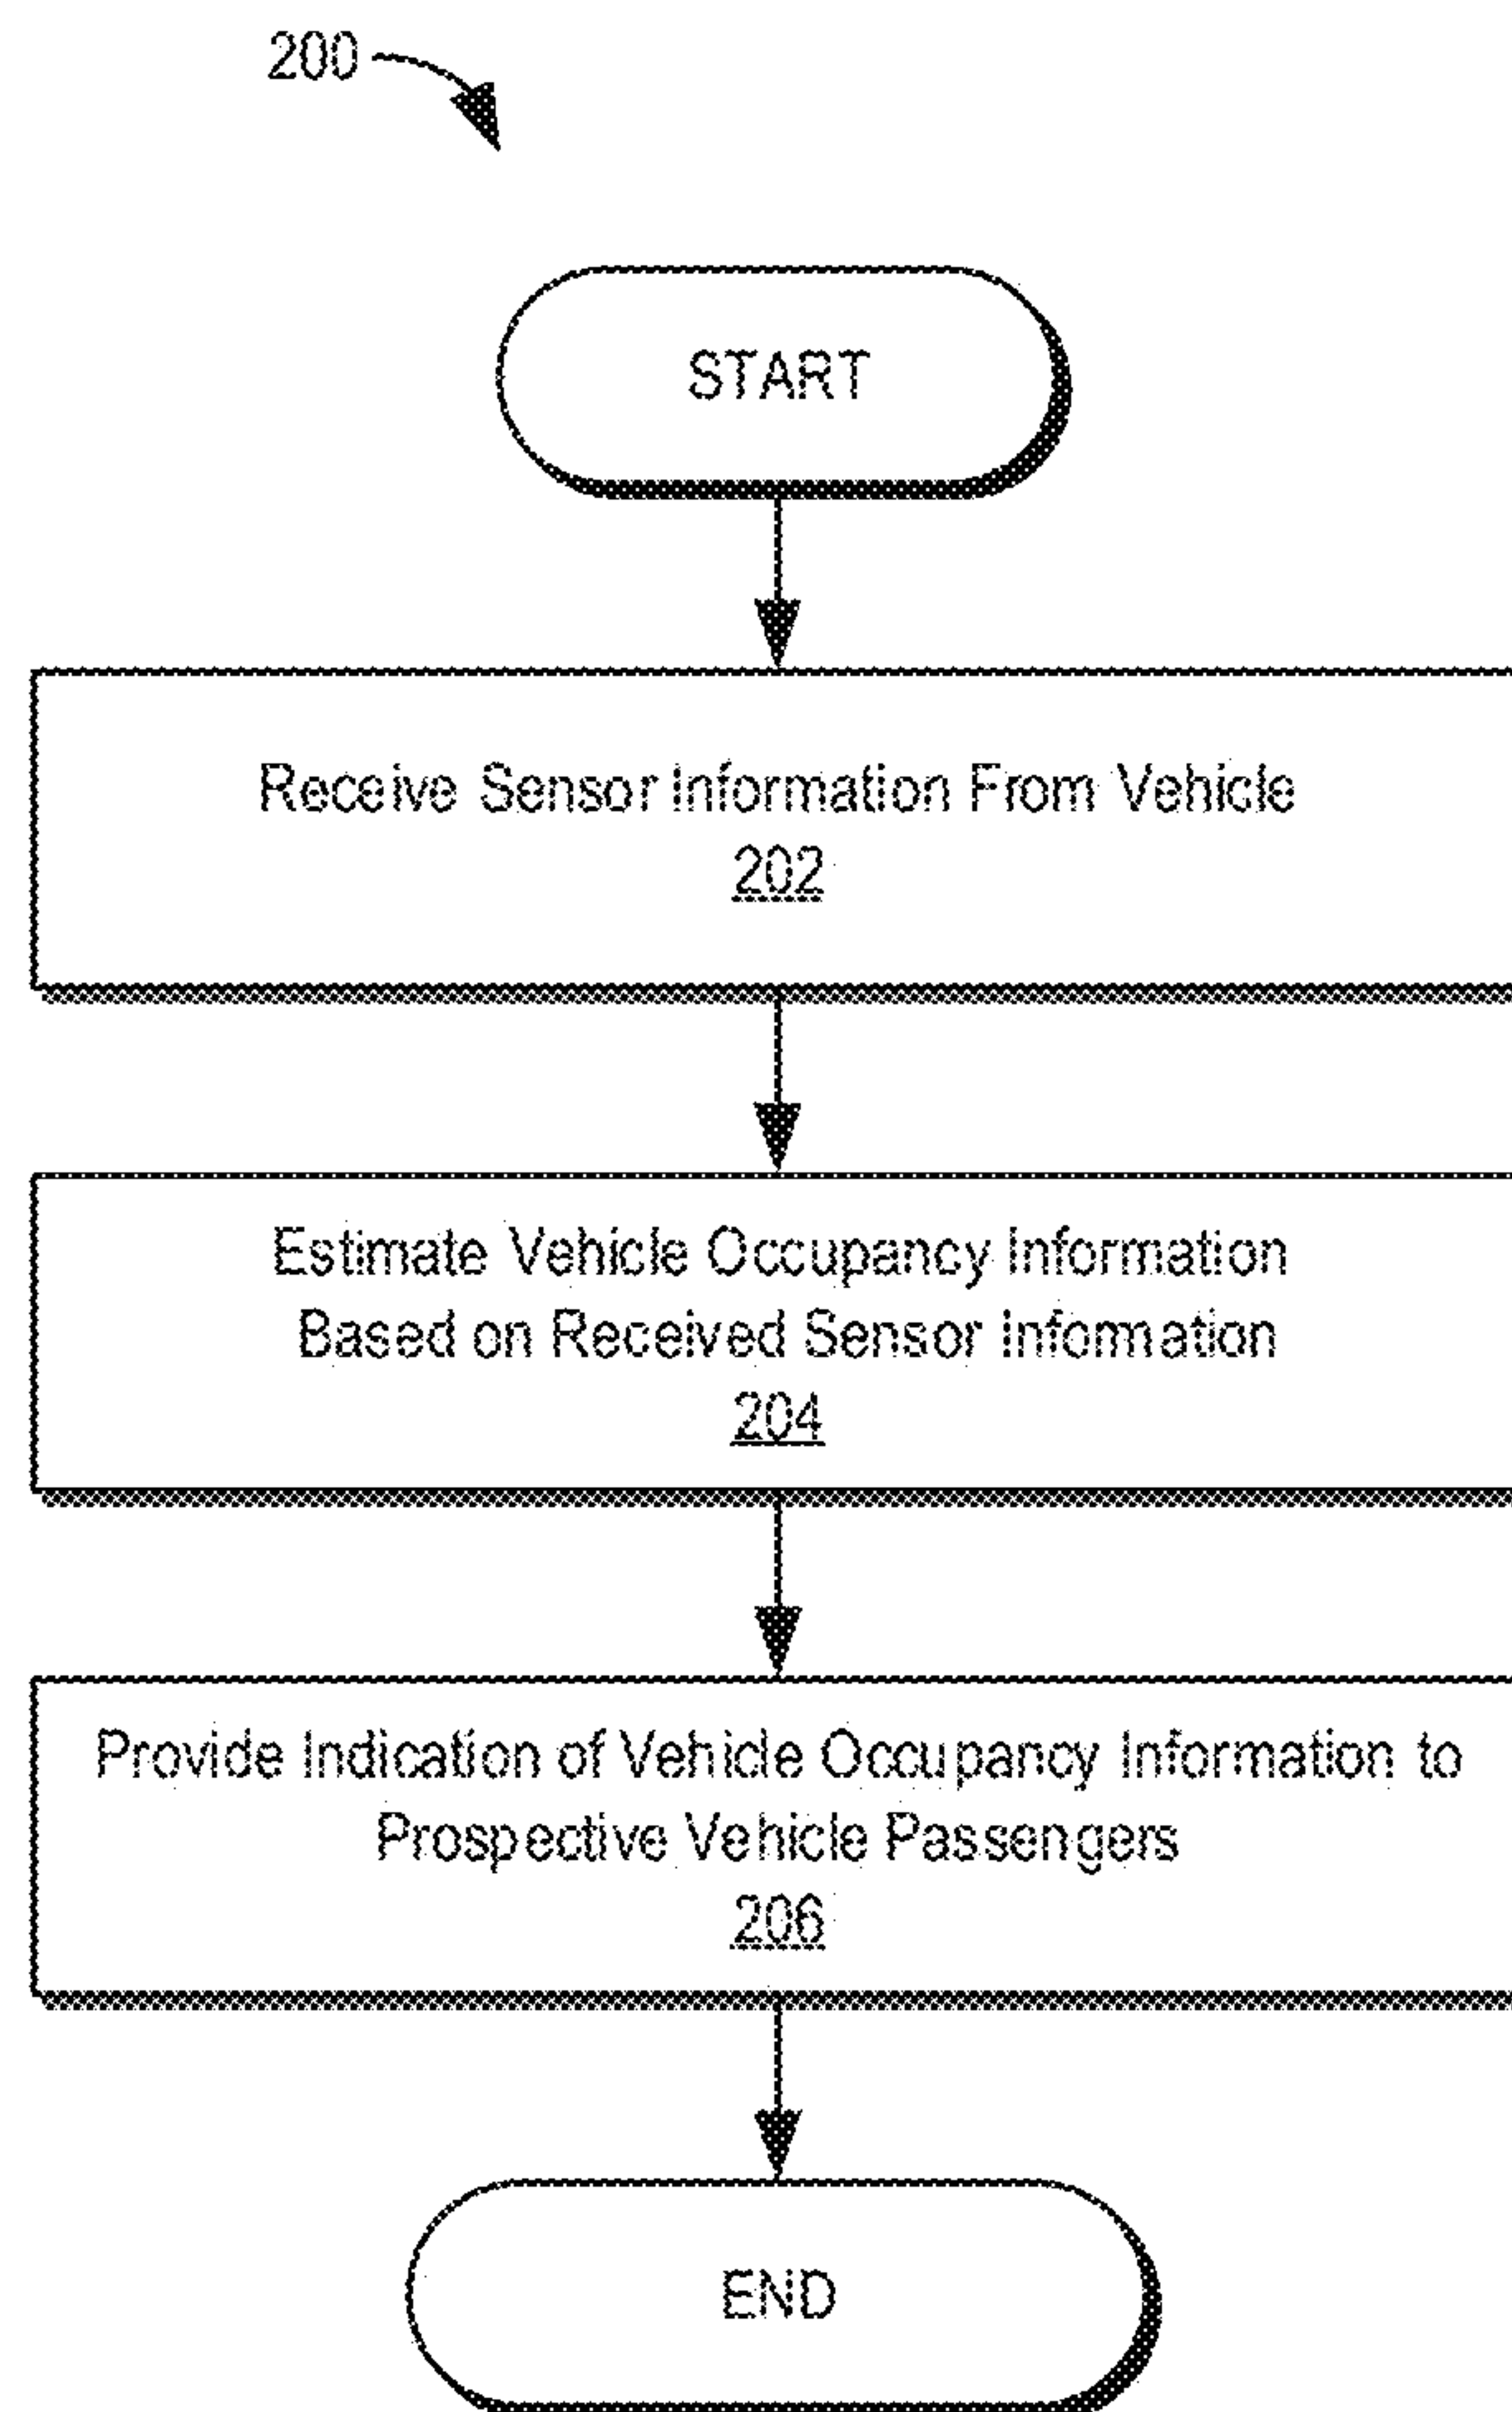 200
START
Receive Sensor Information From Vehicle
202
Estimate Vehicle Occupancy Information
Based on Received Sensor Information
204
Provide Indication of Vehicle Occupancy Information to
Prospective Vehicle Passengers
206
END